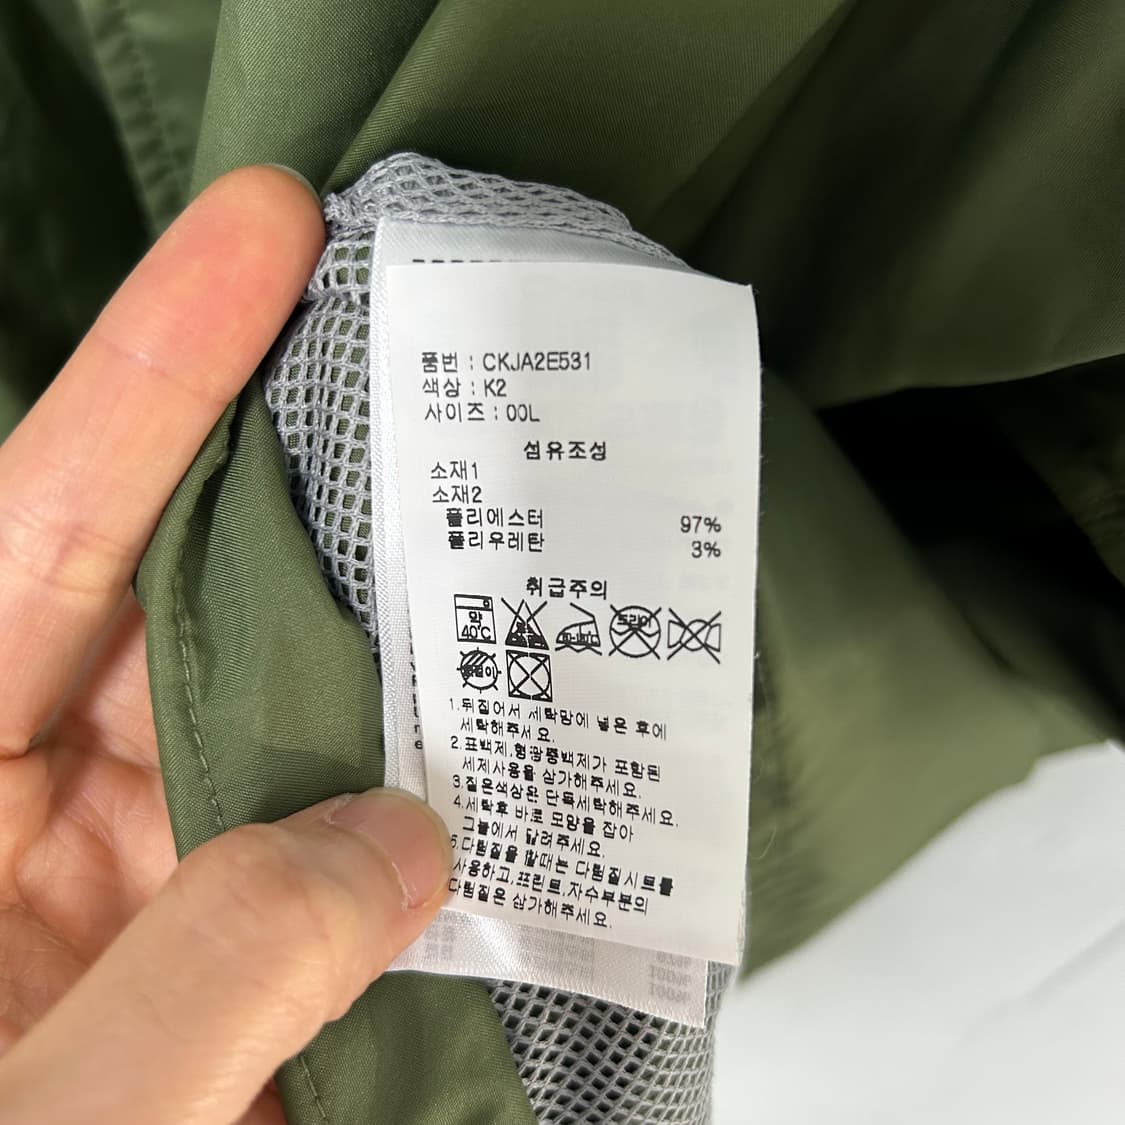 품번 : CKJA2E531
색상 : K2
사이즈 : 00L
섬유조성
소재1
소재2
폴리에스터 97%
폴리우레탄 3%
취급주의
약
40℃
드라이
1.뒤집어서 세탁망에 넣은 후에
세탁해주세요.
2.표백제,형광증백제가 포함된
세제사용을 삼가해주세요.
3.짙은색상은 단독세탁해주세요.
4.세탁후 바로 모양을 잡아
그늘에서 말려주세요.
5.다림질을 할때는 다림질시트를
사용하고,프린트,자수부분의
다림질은 삼가해주세요.
100%
100%